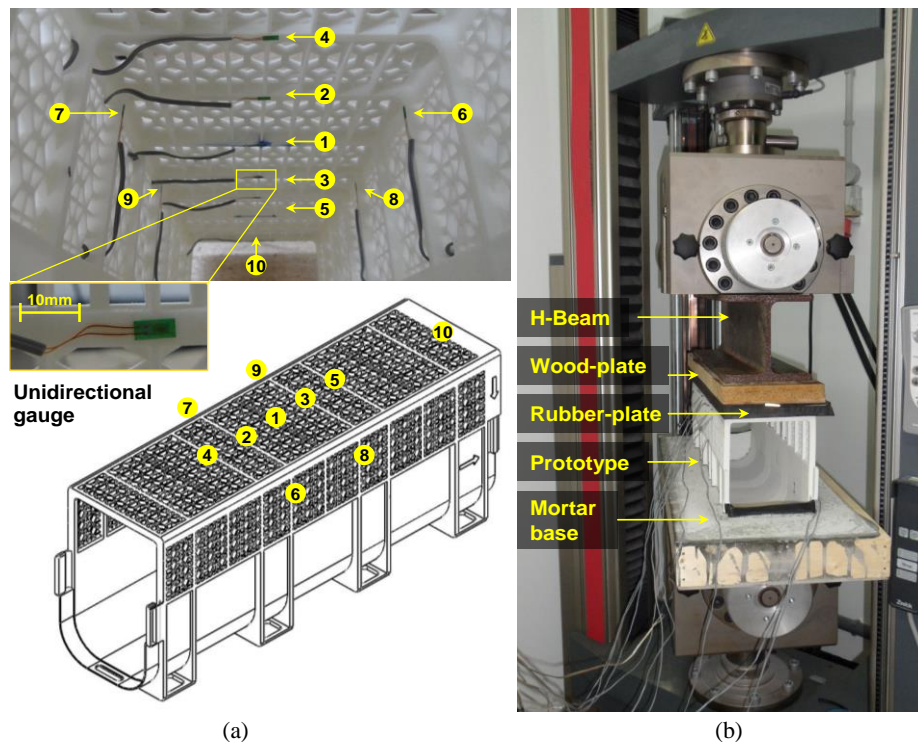 4
2
7
6
1
3
9
8
5
10
10mm
Unidirectional
gauge
10
9
5
7
3
1
2
4
8
6
H-Beam
Wood-plate
Rubber-plate
Prototype
Mortar
base
(a)
(b)